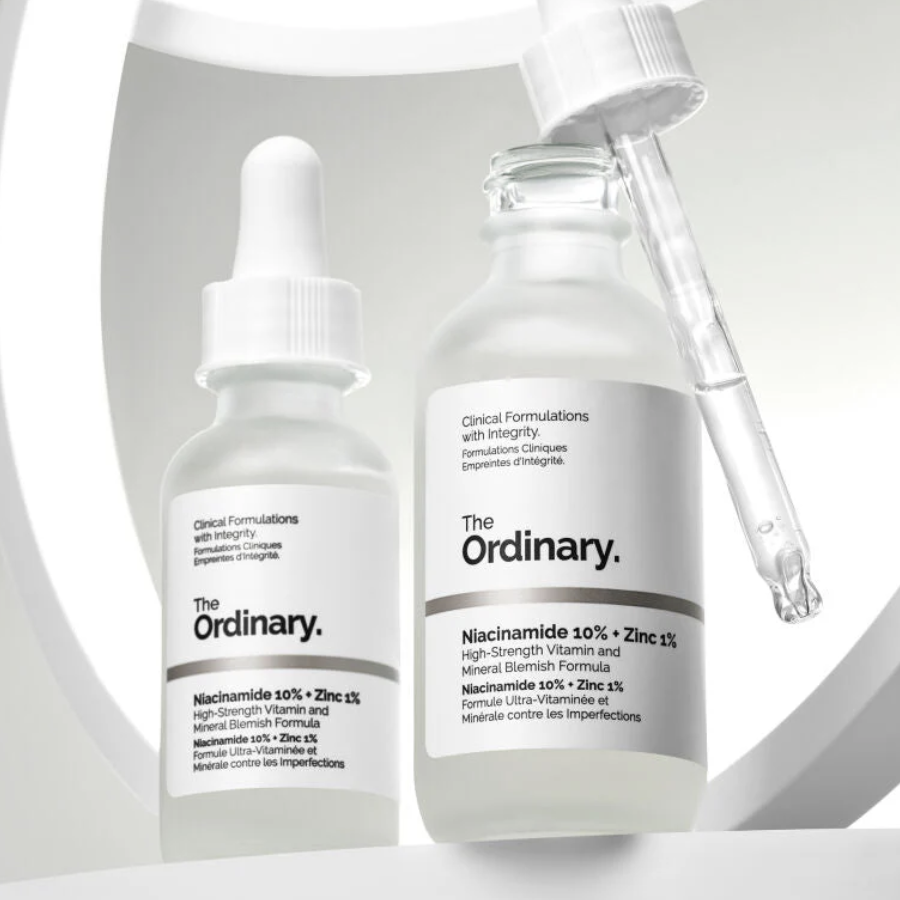 Clinical Formulations
with Integrity.
Formulations Cliniques
Empreintes d'Intégrité.
The
Ordinary.
Niacinamide 10% + Zinc 1%
High-Strength Vitamin and
Mineral Blemish Formula
Niacinamide 10% + Zinc 1%
Formule Ultra-Vitaminée et
Minérale contre les Imperfections
Clinical Formulations
with Integrity.
Formulations Cliniques
Empreintes d'Intégrité.
The
Ordinary.
Niacinamide 10% + Zinc 1%
High-Strength Vitamin and
Mineral Blemish Formula
Niacinamide 10% + Zinc 1%
Formule Ultra-Vitaminée et
Minérale contre les Imperfections